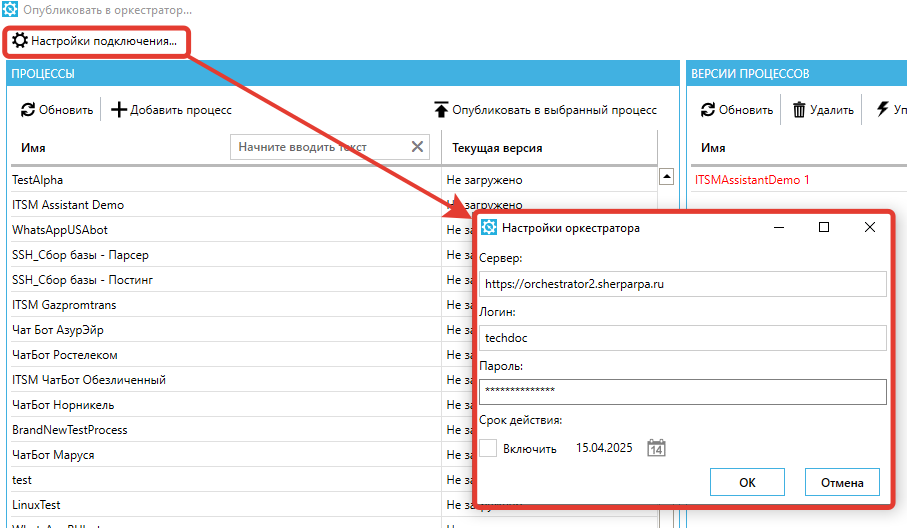 Опубликовать в оркестратор...
Настройки подключения...
ПРОЦЕССЫ
ВЕРСИИ ПРОЦЕССОВ
Обновить Добавить процесс Опубликовать в выбранный процесс
Обновить Удалить Уп
Имя Начните вводить текст Текущая версия
Имя
TestAlpha Не загружено
ITSMAssistantDemo 1
ITSM Assistant Demo Не загружено
WhatsAppUSAbot Не за
SSH_Сбор базы - Парсер Не за
SSH_Сбор базы - Постинг Не за
ITSM Gazpromtrans Не за
Чат Бот АзурЭйр Не за
ЧатБот Ростелеком Не за
ITSM ЧатБот Обезличенный Не за
ЧатБот Норникель Не за
BrandNewTestProcess Не за
ЧатБот Маруся Не за
test Не за
LinuxTest Не загружено
Настройки оркестратора
Сервер:
https://orchestrator2.sherparpa.ru
Логин:
techdoc
Пароль:
**************
Срок действия:
Включить 15.04.2025 14
ОК Отмена